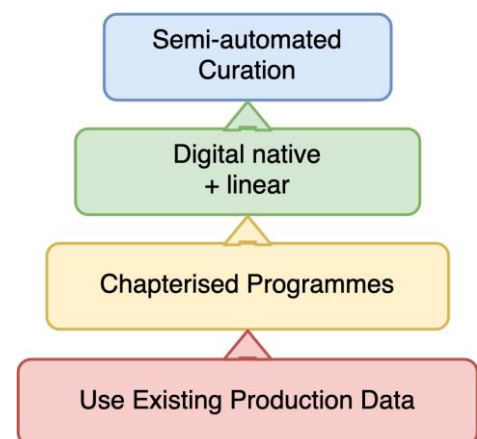 Semi-automated
Curation
Digital native
+ linear
Chapterised Programmes
Use Existing Production Data